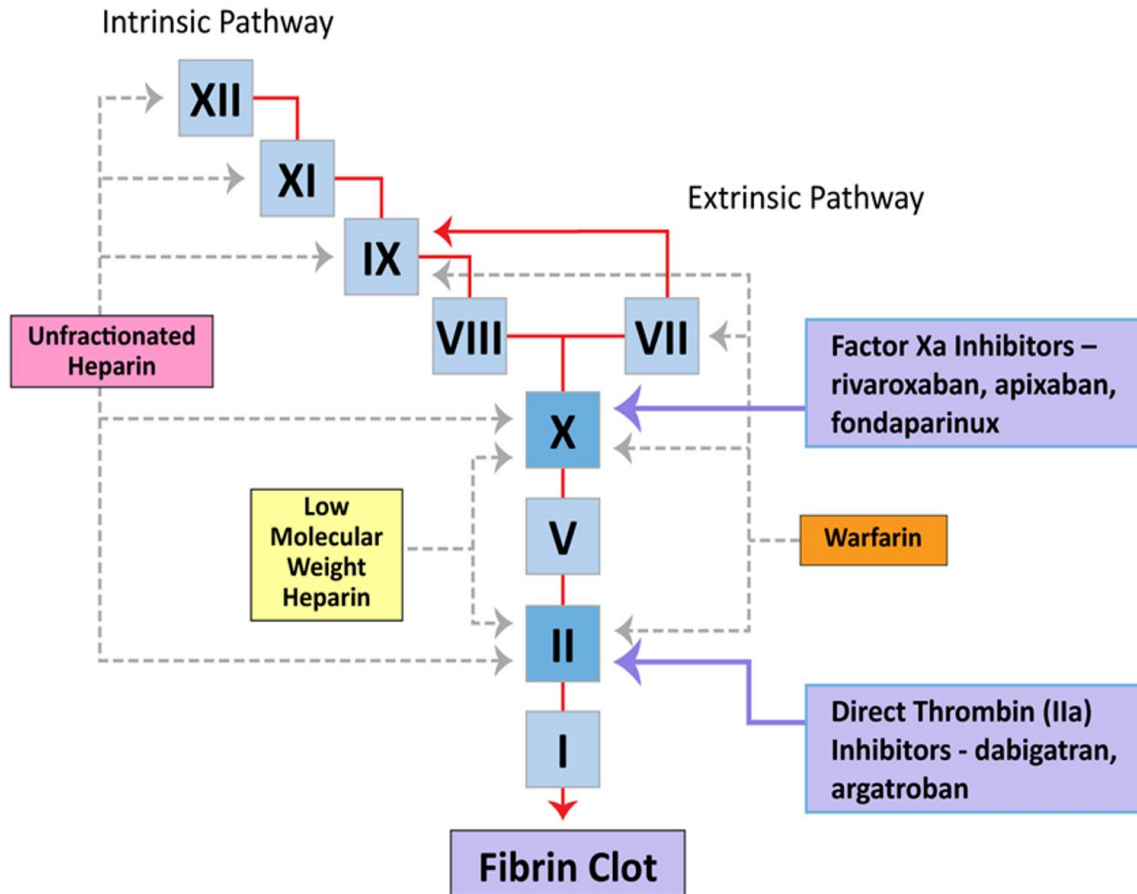 Intrinsic Pathway
XII
XI
Extrinsic Pathway
IX
Unfractionated
Heparin
VIII
VII
Factor Xa Inhibitors –
rivaroxaban, apixaban,
fondaparinux
X
Low
Molecular
Weight
Heparin
V
Warfarin
II
I
Direct Thrombin (IIa)
Inhibitors - dabigatran,
argatroban
Fibrin Clot